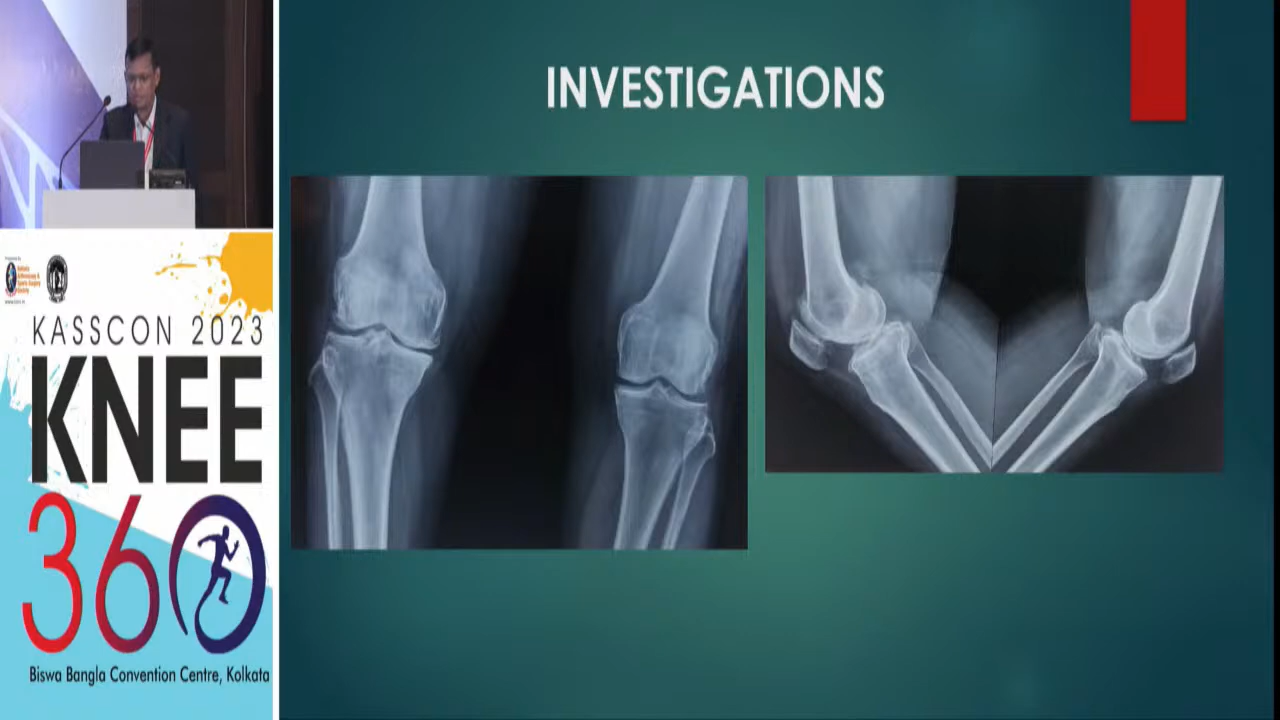 INVESTIGATIONS
KASSCON 2023
KNEE
360
Biswa Bangla Convention Centre, Kolkata